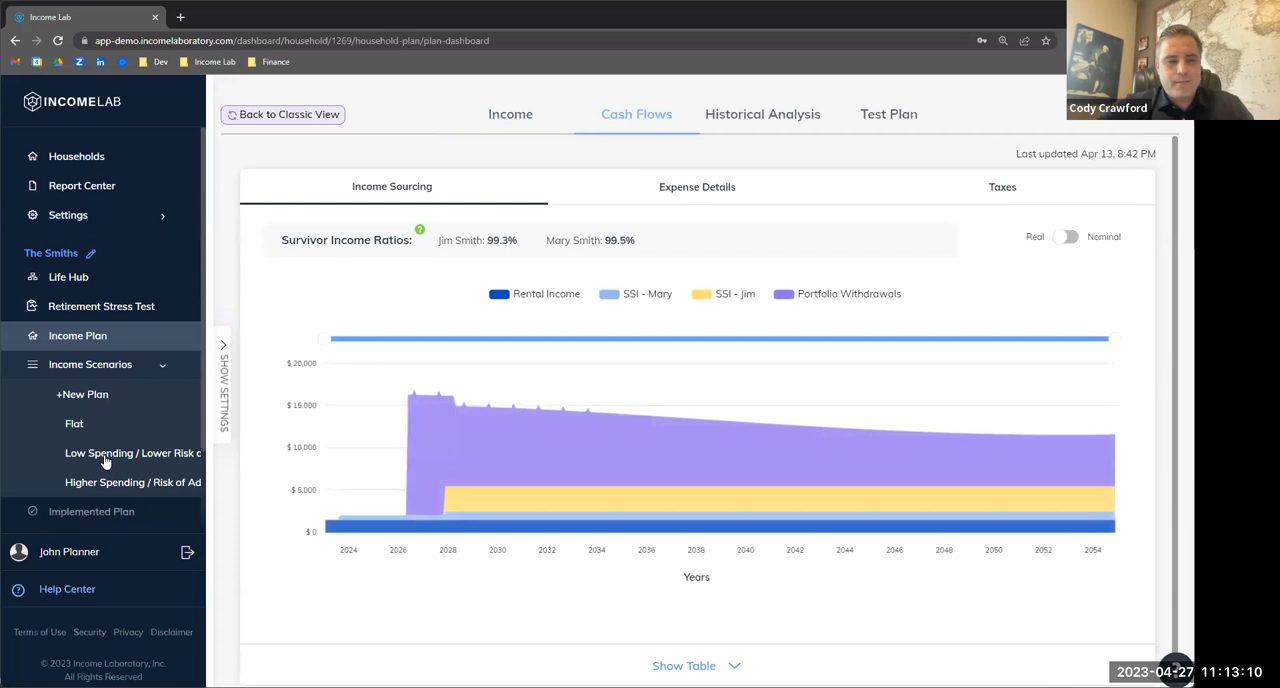 Income Lab
app-demo.incomelaboratory.com/dashboard/household/1269/household-plan/plan-dashboard
Dev
Income Lab
Finance
Cody Crawford
INCOMELAB
Households
Report Center
Settings
The Smiths
Life Hub
Retirement Stress Test
Income Plan
Income Scenarios
+New Plan
Flat
Low Spending / Lower Risk o
Higher Spending / Risk of Ad
Implemented Plan
John Planner
Help Center
Terms of Use Security Privacy Disclaimer
© 2023 Income Laboratory, Inc.
All Rights Reserved
Back to Classic View
Income Cash Flows Historical Analysis Test Plan
Last updated Apr 13, 8:42 PM
Income Sourcing Expense Details Taxes
Survivor Income Ratios: ? Jim Smith: 99.3% Mary Smith: 99.5%
Real Nominal
Rental Income SSI - Mary SSI - Jim Portfolio Withdrawals
SHOW SETTINGS
$ 20,000
$ 15,000
$ 10,000
$ 5,000
$ 0
2024 2026 2028 2030 2032 2034 2036 2038 2040 2042 2044 2046 2048 2050 2052 2054
Years
Show Table
2023-04-27 11:13:10